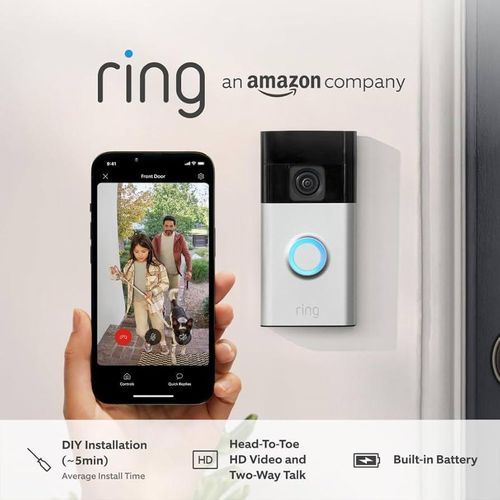 ring an amazon company
9:41
Front Door
Controls
Quick Replies
ring
DIY Installation
(~5min)
Average Install Time
HD
Head-To-Toe
HD Video and
Two-Way Talk
Built-in Battery